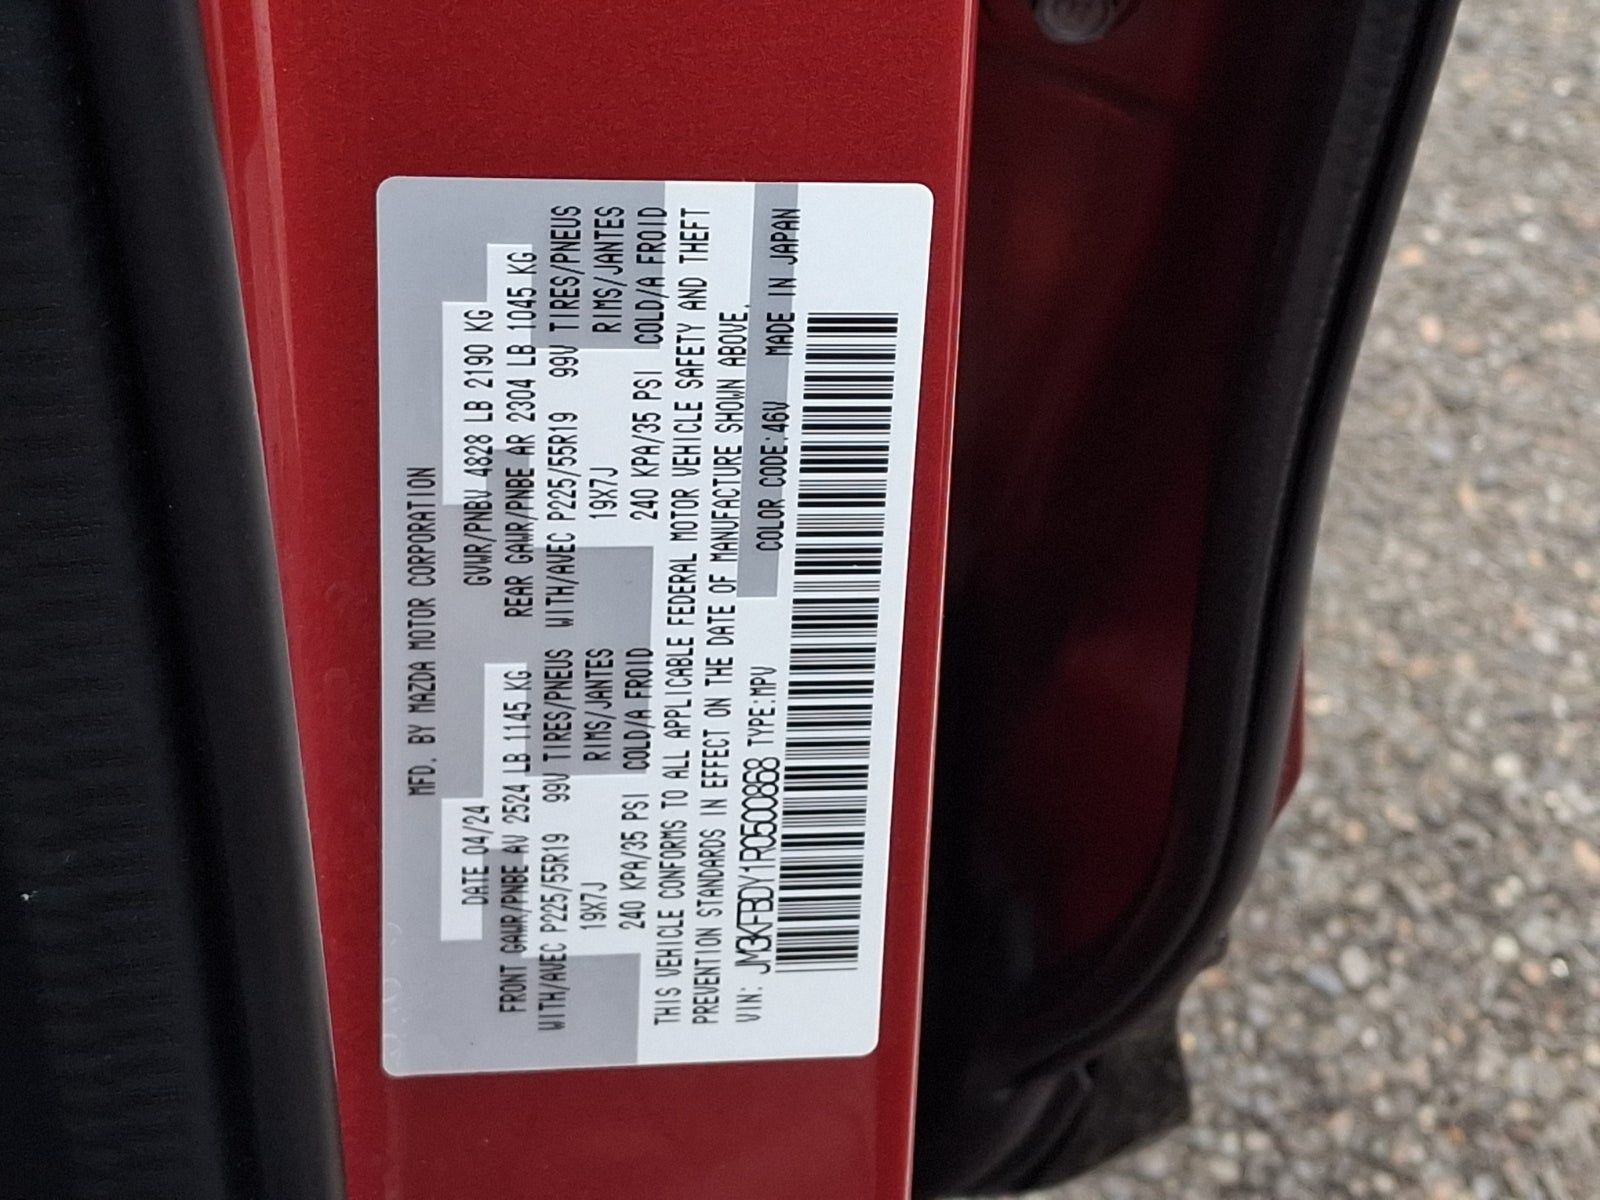 MFD. BY MAZDA MOTOR CORPORATION
DATE 04/24 GVWR/PNBV 4828 LB 2190 KG
FRONT GAWR/PNBE AV 2524 LB 1145 KG REAR GAWR/PNBE AR 2304 LB 1045 KG
WITH/AVEC P225/55R19 99V TIRES/PNEUS WITH/AVEC P225/55R19 99V TIRES/PNEUS
19X7J RIMS/JANTES 19X7J RIMS/JANTES
240 KPA/35 PSI COLD/A FROID 240 KPA/35 PSI COLD/A FROID
THIS VEHICLE CONFORMS TO ALL APPLICABLE FEDERAL MOTOR VEHICLE SAFETY AND THEFT
PREVENTION STANDARDS IN EFFECT ON THE DATE OF MANUFACTURE SHOWN ABOVE.
VIN: JM3KFBDY1R0500868 TYPE:MPV COLOR CODE:46V MADE IN JAPAN